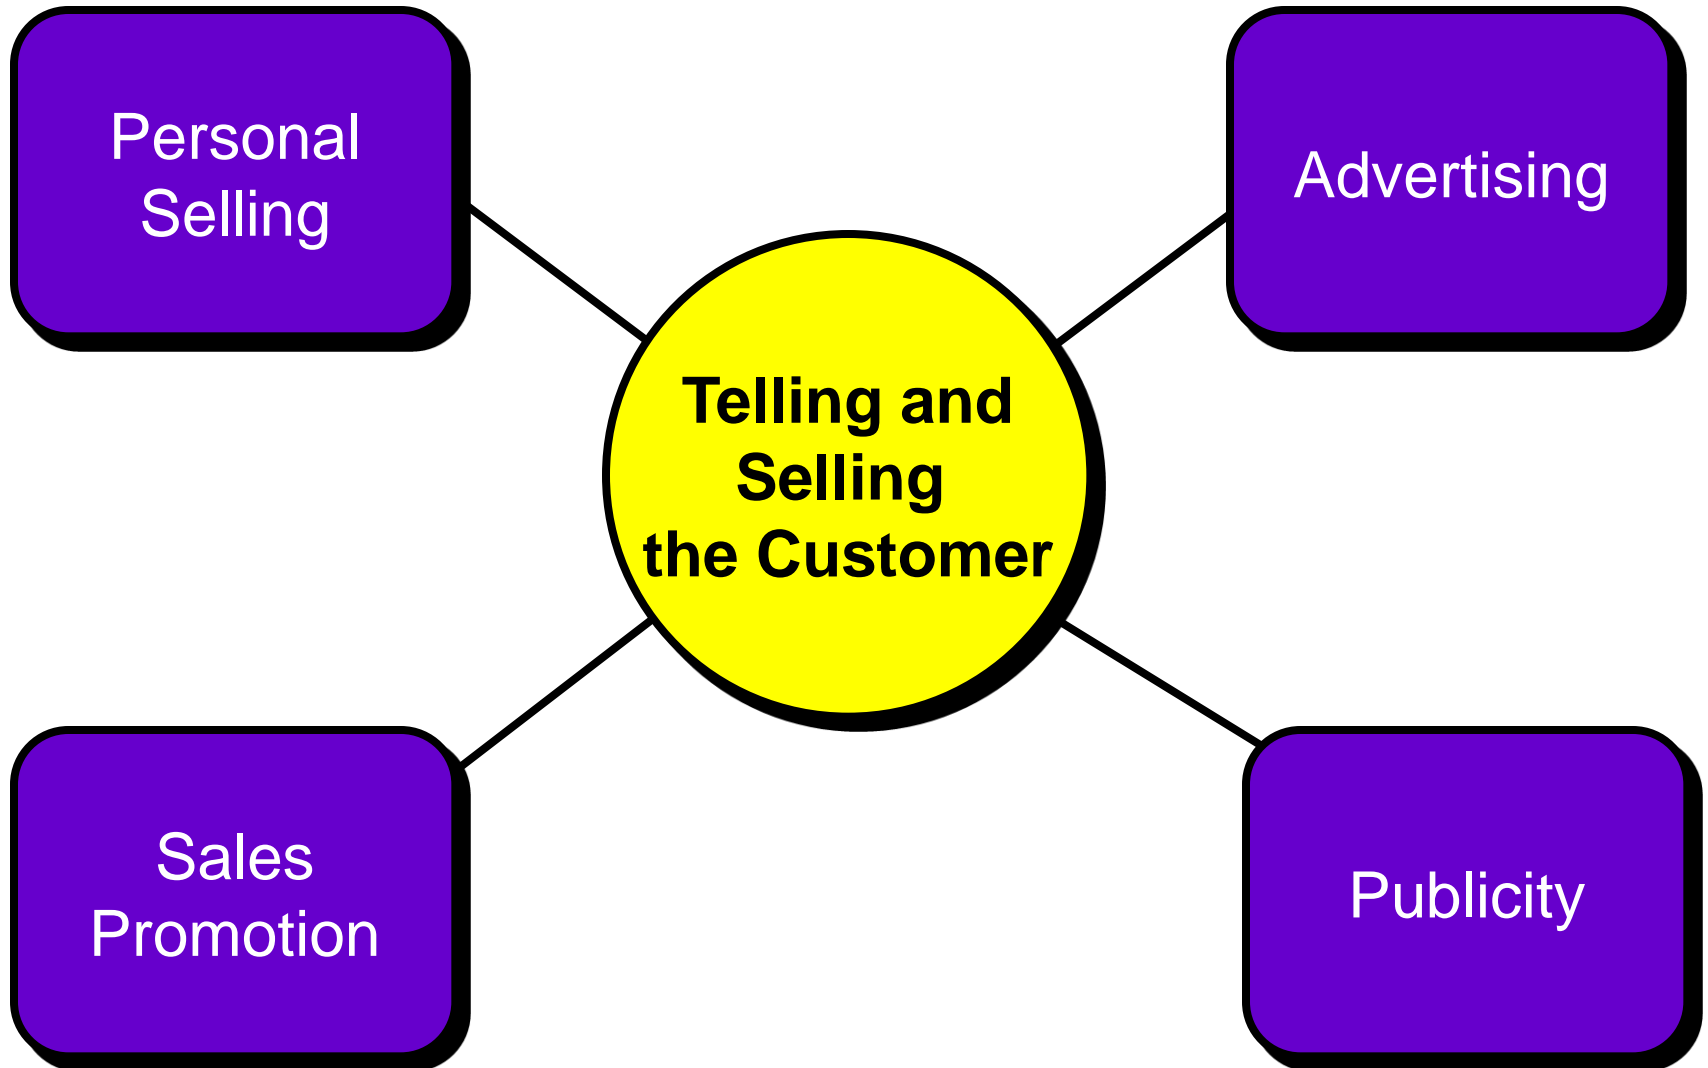 Personal
Selling
Advertising
Telling and
Selling
the Customer
Sales
Promotion
Publicity